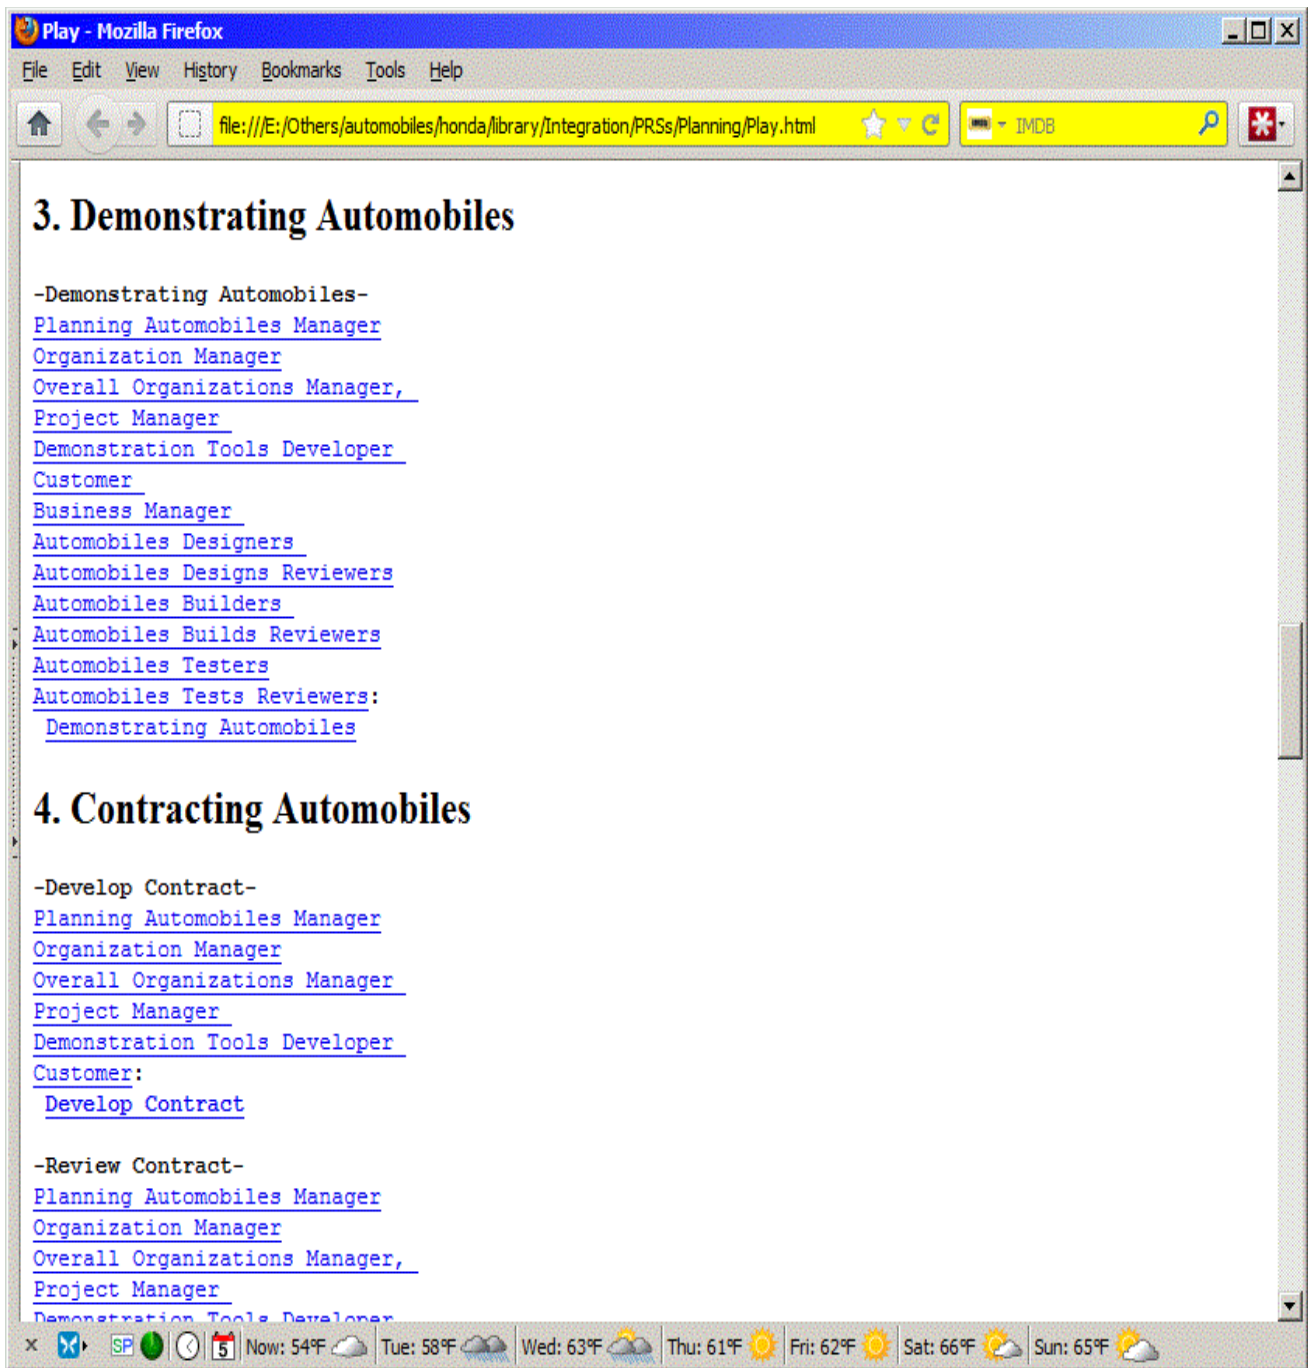 Play - Mozilla Firefox
File Edit View History Bookmarks Tools Help
file:///E:/Others/automobiles/honda/library/Integration/PRSs/Planning/Play.html IMDB
3. Demonstrating Automobiles
-Demonstrating Automobiles-
Planning Automobiles Manager
Organization Manager
Overall Organizations Manager,
Project Manager
Demonstration Tools Developer
Customer
Business Manager
Automobiles Designers
Automobiles Designs Reviewers
Automobiles Builders
Automobiles Builds Reviewers
Automobiles Testers
Automobiles Tests Reviewers:
Demonstrating Automobiles
4. Contracting Automobiles
-Develop Contract-
Planning Automobiles Manager
Organization Manager
Overall Organizations Manager
Project Manager
Demonstration Tools Developer
Customer:
Develop Contract
-Review Contract-
Planning Automobiles Manager
Organization Manager
Overall Organizations Manager,
Project Manager
Demonstration Tools Developer
SP 5 Now: 54°F Tue: 58°F Wed: 63°F Thu: 61°F Fri: 62°F Sat: 66°F Sun: 65°F